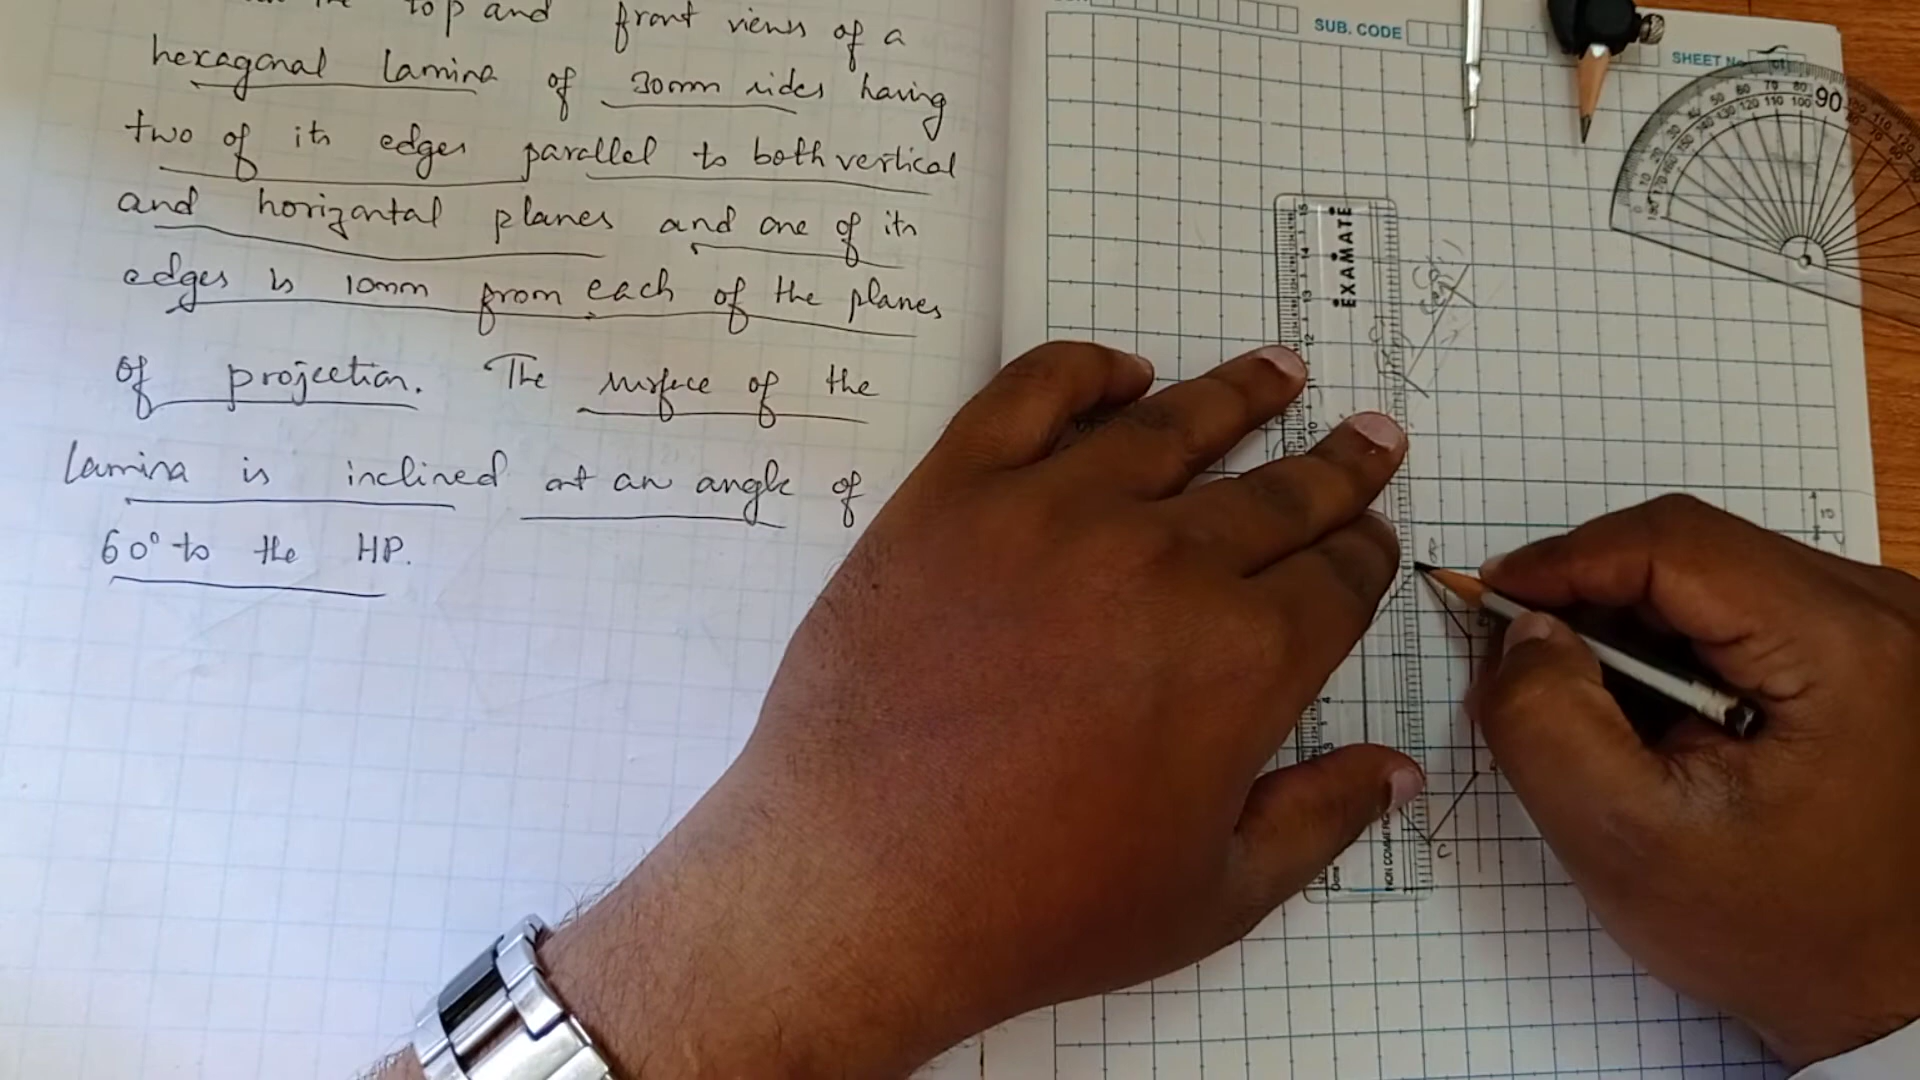 top and front views of a
hexagonal lamina of 30mm sides having
two of its edges parallel to both vertical
and horizontal planes and one of its
edges is 10mm from each of the planes
of projection. The surface of the
lamina is inclined at an angle of
60° to the HP.
SUB. CODE
SHEET No
EXAMATE
90
C